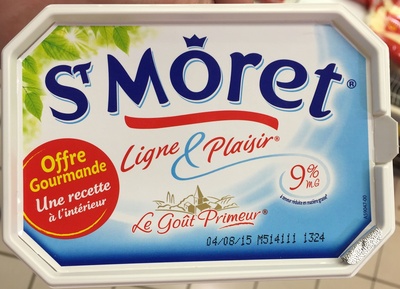 St Môret®
Ligne & Plaisir®
Offre
Gourmande
Une recette
à l'intérieur
9%
M.G
Le Goût Primeur®
04/08/15 M514111 1324